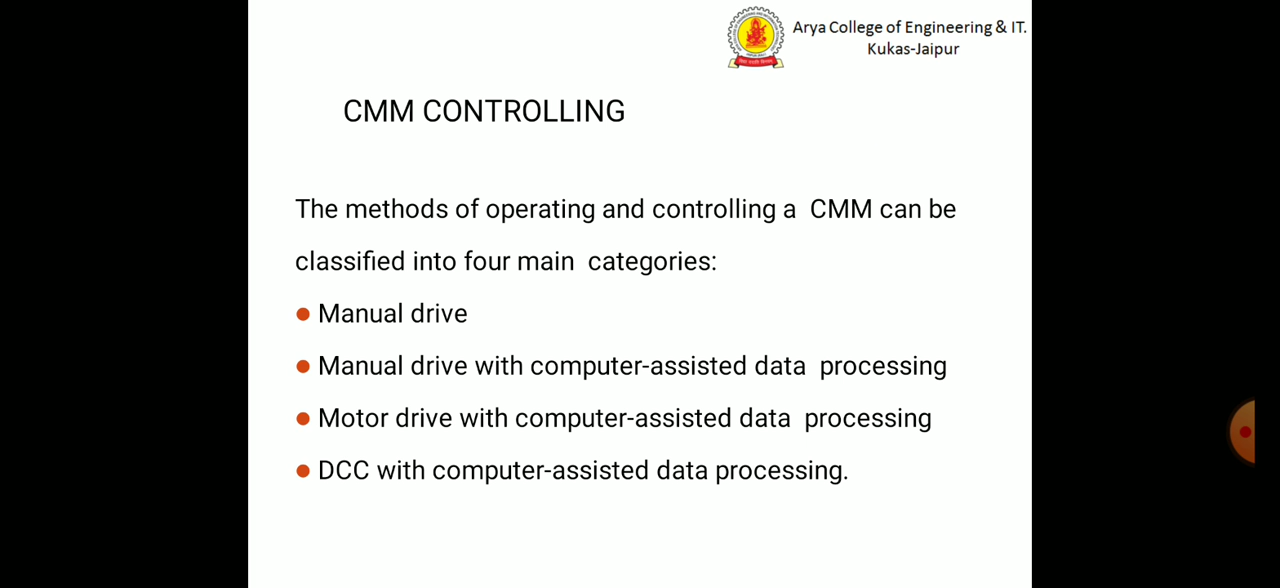 Arya College of Engineering & IT.
Kukas-Jaipur
CMM CONTROLLING
The methods of operating and controlling a CMM can be
classified into four main categories:
Manual drive
Manual drive with computer-assisted data processing
Motor drive with computer-assisted data processing
DCC with computer-assisted data processing.